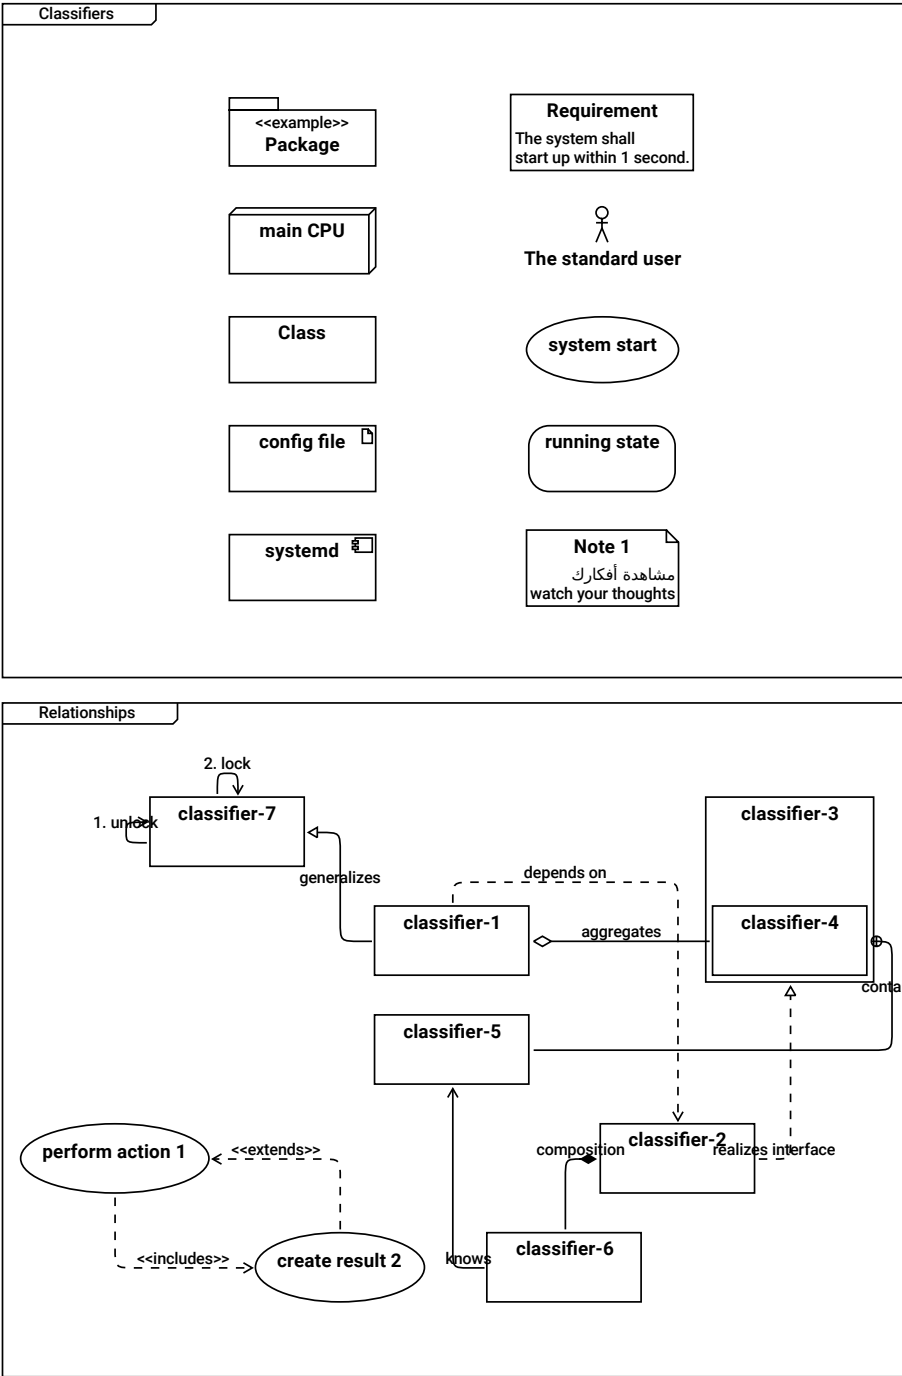 Classifiers
<<example>>
Package
Requirement
The system shall
start up within 1 second.
main CPU
The standard user
Class
system start
config file
running state
systemd
Note 1
مشاهدة أفكارك
watch your thoughts
Relationships
2. lock
classifier-7
1. unlock
classifier-3
generalizes
depends on
classifier-1
aggregates
classifier-4
conta
classifier-5
classifier-2
composition
realizes interface
perform action 1
<<extends>>
classifier-6
knows
<<includes>>
create result 2